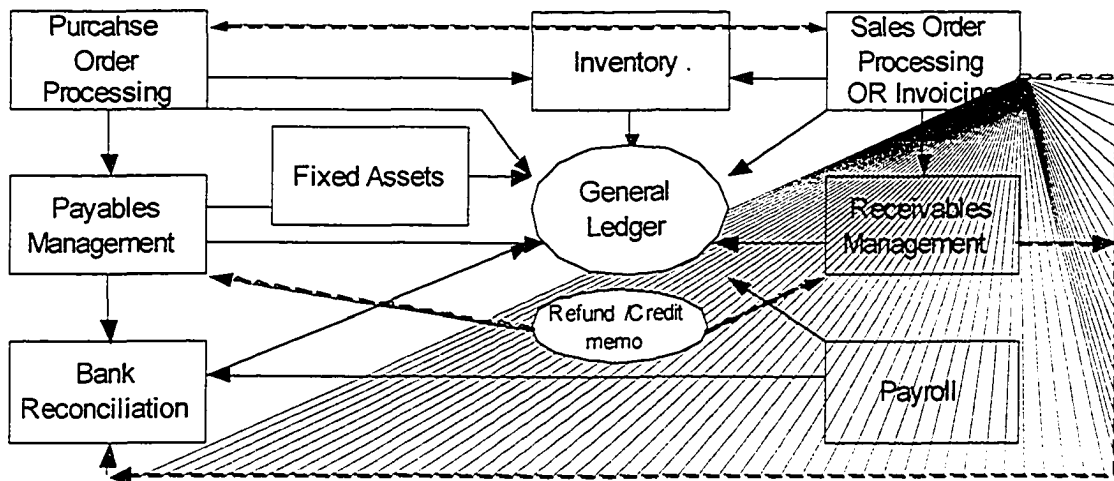 Purcahse
Order
Processing
Inventory .
Sales Order
Processing
OR Invoicing
Fixed Assets
General
Ledger
Payables
Management
Receivables
Management
Refund /Credit
memo
Bank
Reconciliation
Payroll